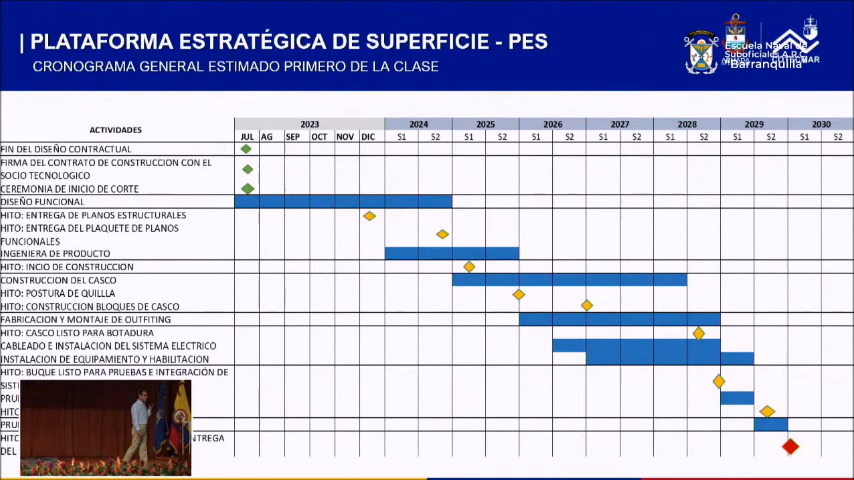 | PLATAFORMA ESTRATÉGICA DE SUPERFICIE - PES
CRONOGRAMA GENERAL ESTIMADO PRIMERO DE LA CLASE
Escuela Naval de
Suboficiales A.R.C
"Barranquilla"
COTECMAR
ACTIVIDADES
2023 2024 2025 2026 2027 2028 2029 2030
JUL AG SEP OCT NOV DIC S1 S2 S1 S2 S1 S2 S1 S2 S1 S2 S1 S2 S1 S2
FIN DEL DISEÑO CONTRACTUAL
FIRMA DEL CONTRATO DE CONSTRUCCION CON EL
SOCIO TECNOLOGICO
CEREMONIA DE INICIO DE CORTE
DISEÑO FUNCIONAL
HITO: ENTREGA DE PLANOS ESTRUCTURALES
HITO: ENTREGA DEL PLAQUETE DE PLANOS
FUNCIONALES
INGENIERA DE PRODUCTO
HITO: INCIO DE CONSTRUCCION
CONSTRUCCION DEL CASCO
HITO: POSTURA DE QUILLLA
HITO: CONSTRUCCION BLOQUES DE CASCO
FABRICACION Y MONTAJE DE OUTFITING
HITO: CASCO LISTO PARA BOTADURA
CABLEADO E INSTALACION DEL SISTEMA ELECTRICO
INSTALACION DE EQUIPAMIENTO Y HABILITACION
HITO: BUQUE LISTO PARA PRUEBAS E INTEGRACIÓN DE
DEL